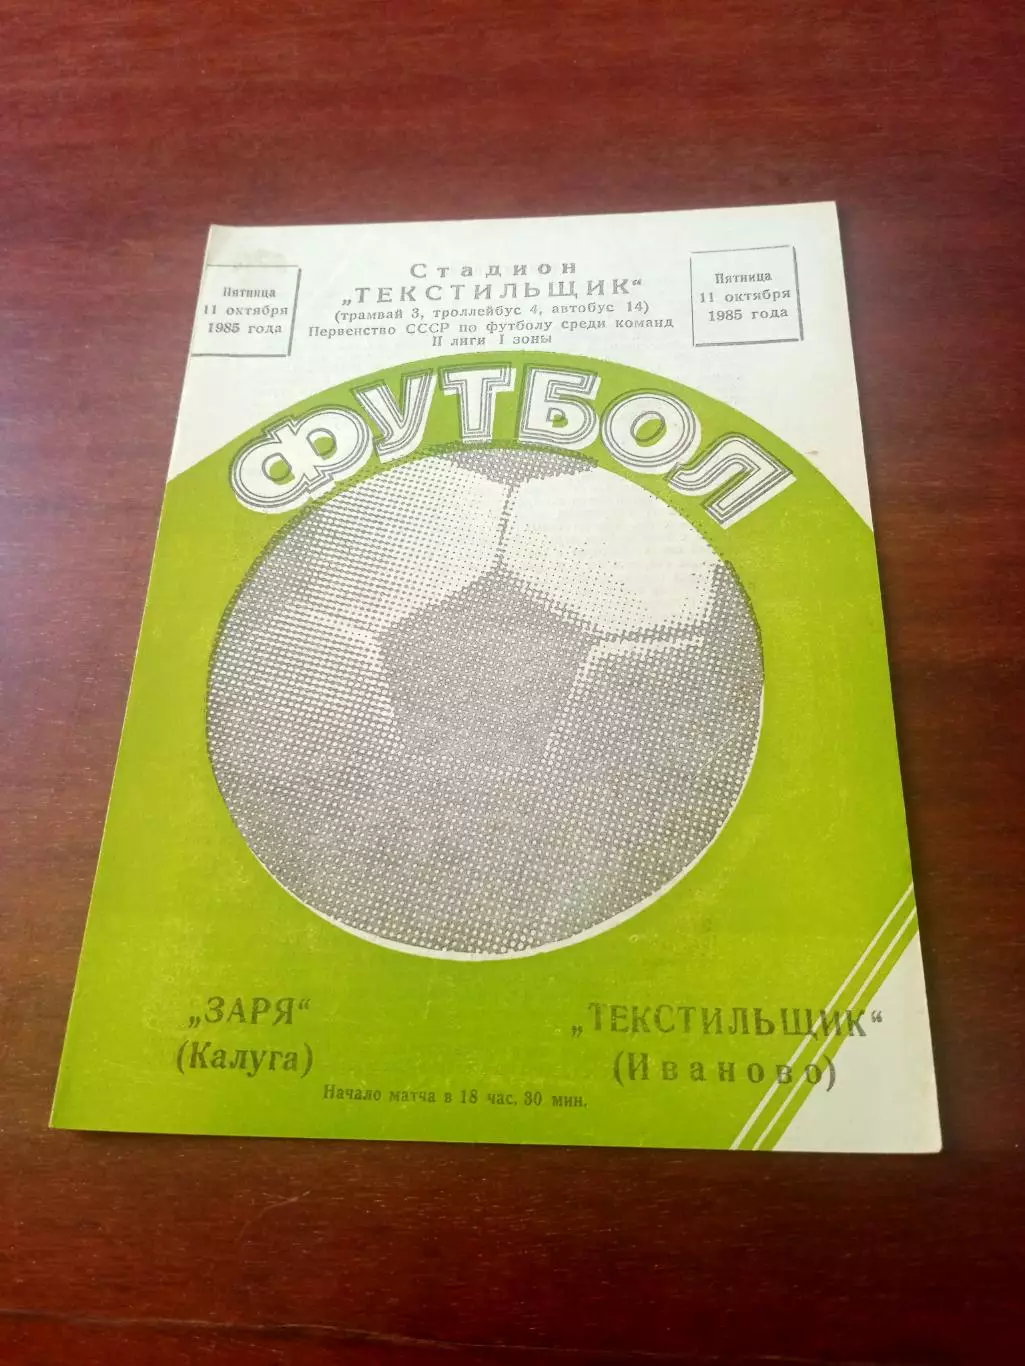 Стадион
„ТЕКСТИЛЬЩИК“
(трамвай 3, троллейбус 4, автобус 14)
Первенство СССР по футболу среди команд
II лиги I зоны
Пятница
11 октября
1985 года
Пятница
11 октября
1985 года
ФУТБОЛ
„ЗАРЯ“
(Калуга)
„ТЕКСТИЛЬЩИК“
(Иваново)
Начало матча в 18 час. 30 мин.